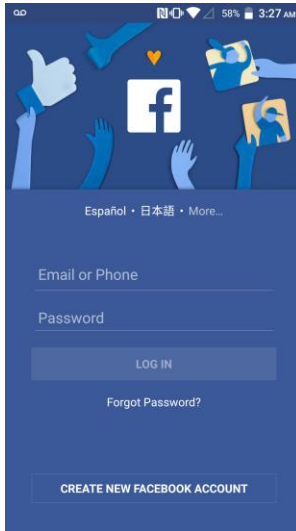 58% 3:27 AM
f
Español • 日本語 • More...
Email or Phone
Password
LOG IN
Forgot Password?
CREATE NEW FACEBOOK ACCOUNT